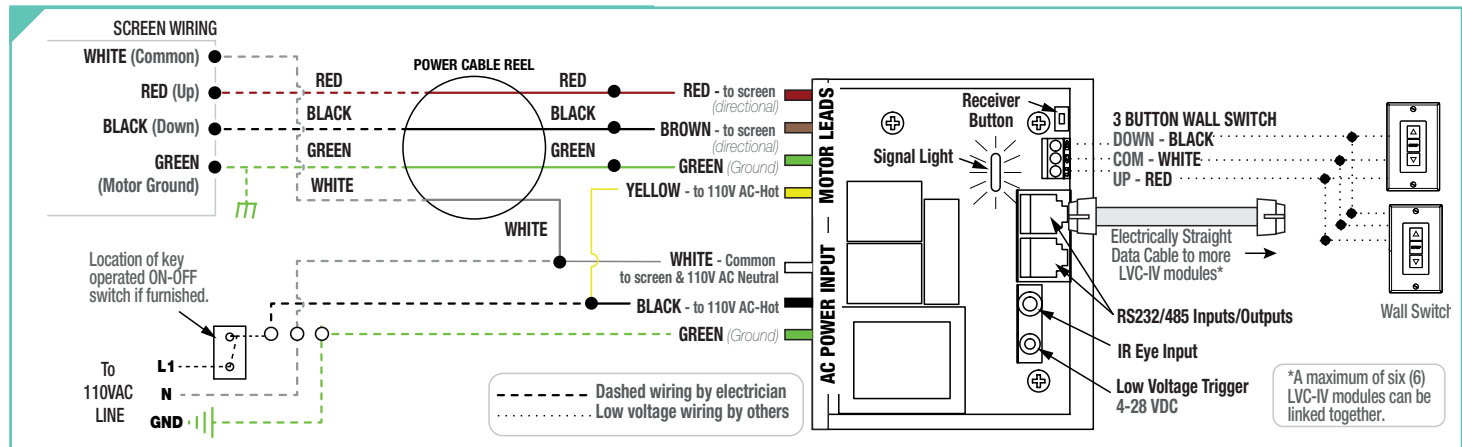 SCREEN WIRING
WHITE (Common)
RED (Up)
BLACK (Down)
GREEN
(Motor Ground)
RED
BLACK
GREEN
WHITE
POWER CABLE REEL
RED
BLACK
GREEN
WHITE
RED - to screen
(directional)
BROWN - to screen
(directional)
GREEN (Ground)
YELLOW - to 110V AC-Hot
WHITE - Common
to screen & 110V AC Neutral
BLACK - to 110V AC-Hot
GREEN (Ground)
MOTOR LEADS
AC POWER INPUT
Location of key
operated ON-OFF
switch if furnished.
To
110VAC
LINE
L1
N
GND
Dashed wiring by electrician
Low voltage wiring by others
Receiver
Button
Signal Light
3 BUTTON WALL SWITCH
DOWN - BLACK
COM - WHITE
UP - RED
Electrically Straight
Data Cable to more
LVC-IV modules*
RS232/485 Inputs/Outputs
IR Eye Input
Low Voltage Trigger
4-28 VDC
Wall Switch
*A maximum of six (6)
LVC-IV modules can be
linked together.